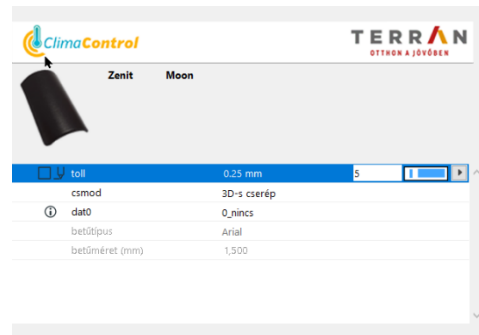 ClimaControl
TERRÁN
OTTHON A JÖVŐBEN
Zenit Moon
toll 0.25 mm 5
csmod 3D-s cserép
dat0 0_nincs
betűtípus Arial
betűméret (mm) 1,500